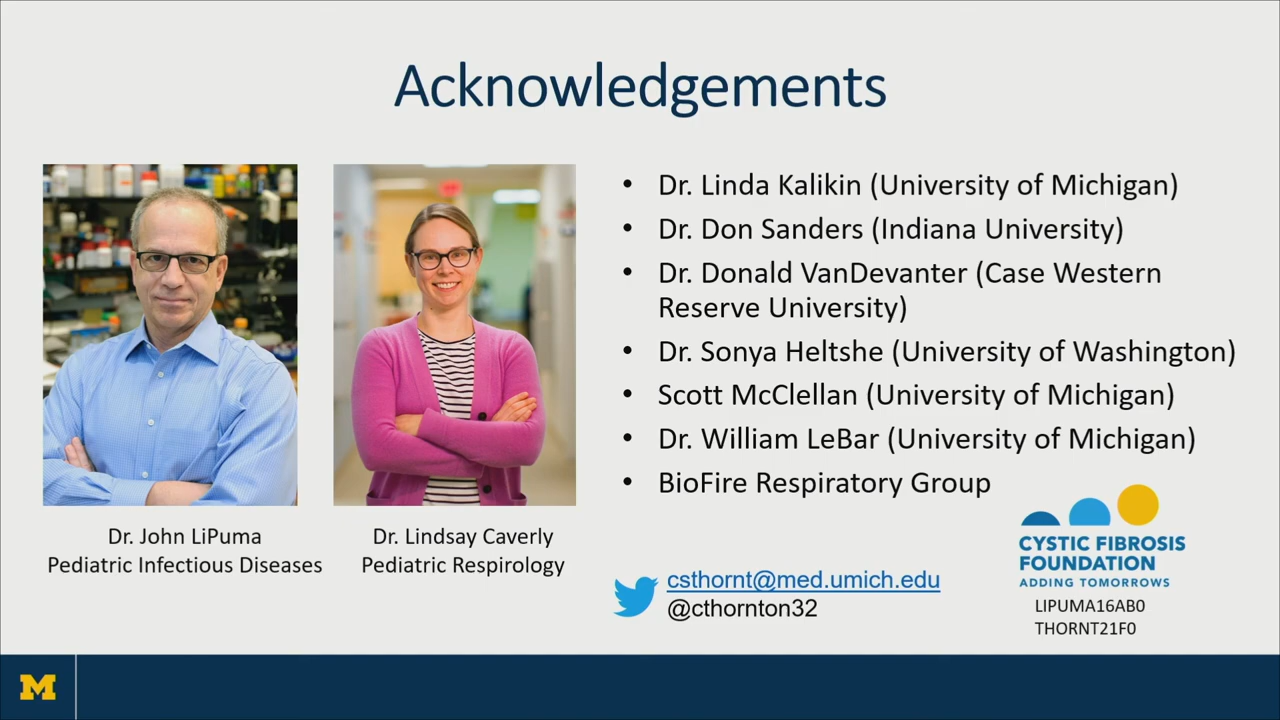 Acknowledgements
Dr. John LiPuma
Pediatric Infectious Diseases
Dr. Lindsay Caverly
Pediatric Respirology
• Dr. Linda Kalikin (University of Michigan)
• Dr. Don Sanders (Indiana University)
• Dr. Donald VanDevanter (Case Western
Reserve University)
• Dr. Sonya Heltshe (University of Washington)
• Scott McClellan (University of Michigan)
• Dr. William LeBar (University of Michigan)
• BioFire Respiratory Group
csthornt@med.umich.edu
@cthornton32
CYSTIC FIBROSIS
FOUNDATION
ADDING TOMORROWS
LIPUMA16AB0
THORNT21F0
M